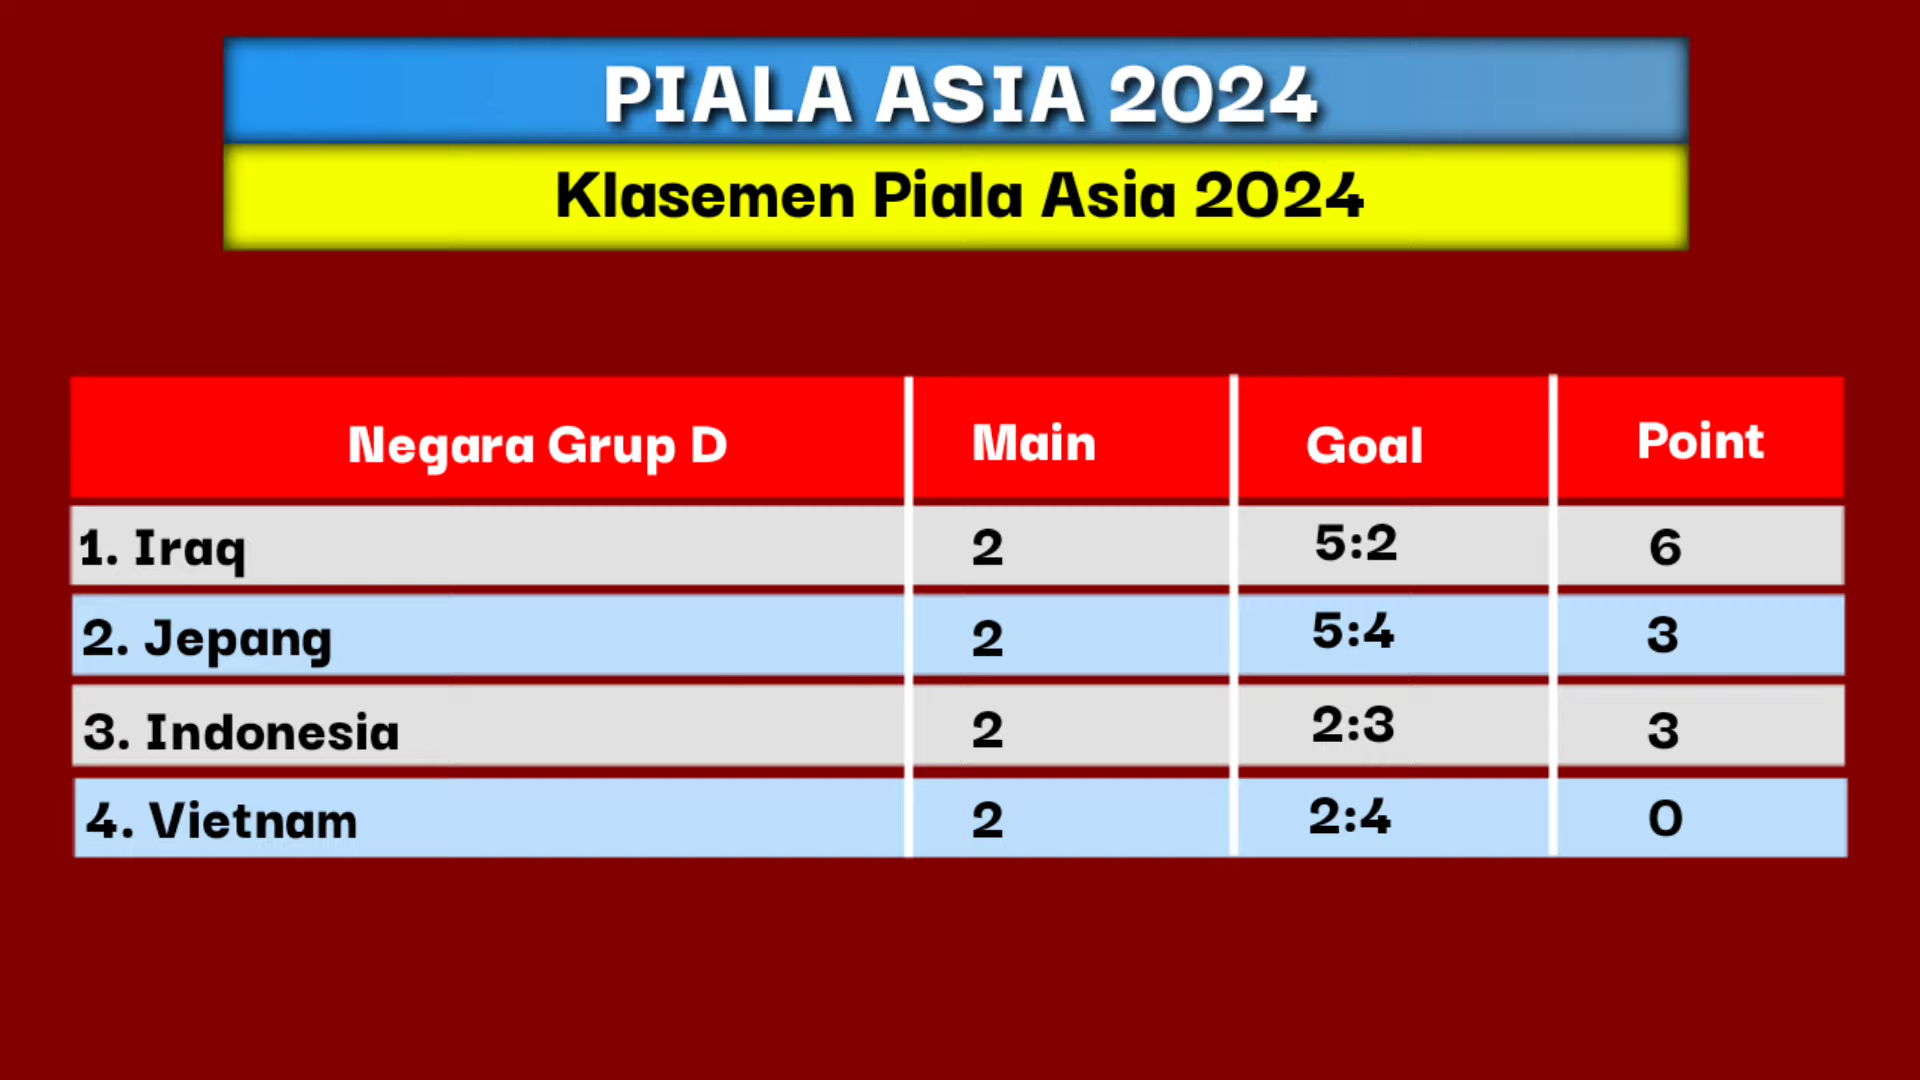 PIALA ASIA 2024
Klasemen Piala Asia 2024
Negara Grup D Main Goal Point
1. Iraq 2 5:2 6
2. Jepang 2 5:4 3
3. Indonesia 2 2:3 3
4. Vietnam 2 2:4 0